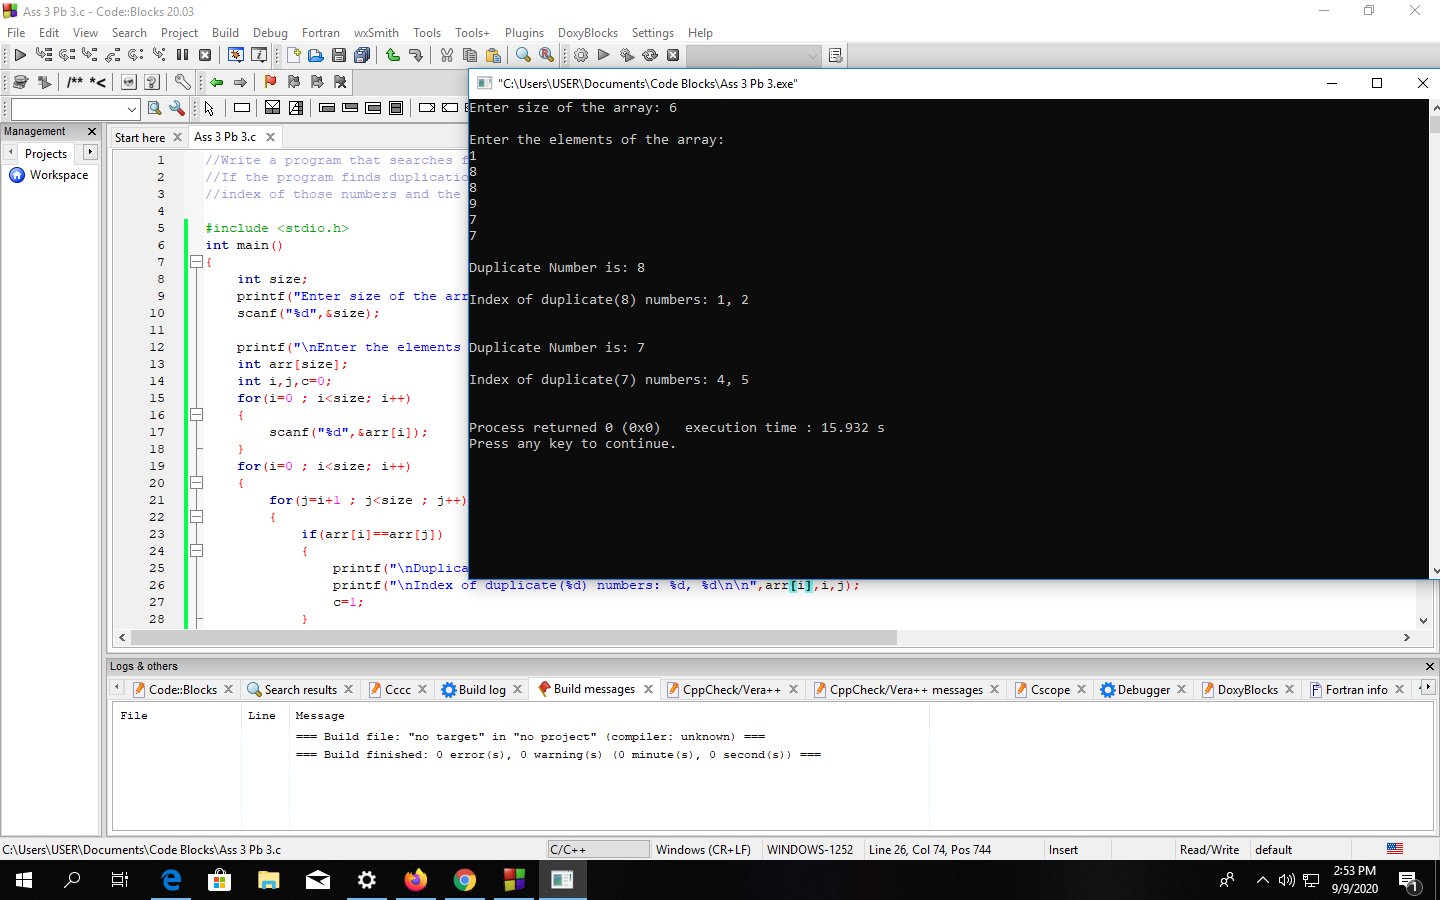 Ass 3 Pb 3.c - Code::Blocks 20.03
File Edit View Search Project Build Debug Fortran wxSmith Tools Tools+ Plugins DoxyBlocks Settings Help
/** *<
Management
Projects
Workspace
Start here Ass 3 Pb 3.c
1 //Write a program that searches f
2 //If the program finds duplicatio
3 //index of those numbers and the
4
5 #include <stdio.h>
6 int main()
7 {
8 int size;
9 printf("Enter size of the arr
10 scanf("%d",&size);
11
12 printf("\nEnter the elements
13 int arr[size];
14 int i,j,c=0;
15 for(i=0 ; i<size; i++)
16 {
17 scanf("%d",&arr[i]);
18 }
19 for(i=0 ; i<size; i++)
20 {
21 for(j=i+1 ; j<size ; j++)
22 {
23 if(arr[i]==arr[j])
24 {
25 printf("\nDuplica
26 printf("\nIndex of duplicate(%d) numbers: %d, %d\n\n",arr[i],i,j);
27 c=1;
28 }
"C:\Users\USER\Documents\Code Blocks\Ass 3 Pb 3.exe"
Enter size of the array: 6
Enter the elements of the array:
1
8
8
9
7
7
Duplicate Number is: 8
Index of duplicate(8) numbers: 1, 2
Duplicate Number is: 7
Index of duplicate(7) numbers: 4, 5
Process returned 0 (0x0)   execution time : 15.932 s
Press any key to continue.
Logs & others
Code::Blocks Search results Cccc Build log Build messages CppCheck/Vera++ CppCheck/Vera++ messages Cscope Debugger DoxyBlocks Fortran info
File Line Message
=== Build file: "no target" in "no project" (compiler: unknown) ===
=== Build finished: 0 error(s), 0 warning(s) (0 minute(s), 0 second(s)) ===
C:\Users\USER\Documents\Code Blocks\Ass 3 Pb 3.c C/C++ Windows (CR+LF) WINDOWS-1252 Line 26, Col 74, Pos 744 Insert Read/Write default
2:53 PM
9/9/2020
1